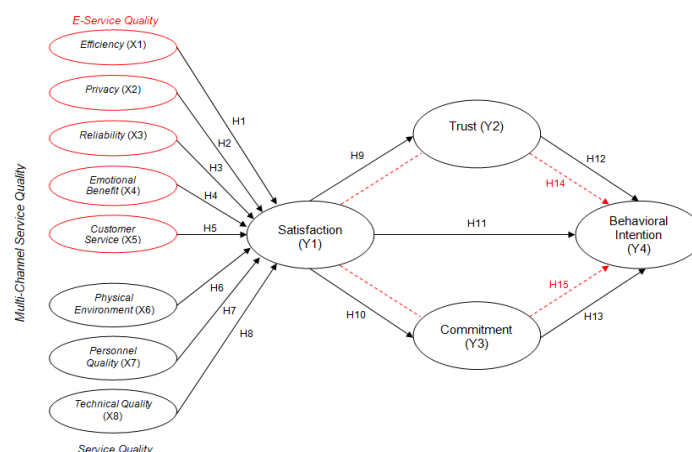 E-Service Quality
Efficiency (X1)
Privacy (X2)
Reliability (X3)
Emotional
Benefit (X4)
Customer
Service (X5)
Physical
Environment (X6)
Personnel
Quality (X7)
Technical Quality
(X8)
Service Quality
Multi-Channel Service Quality
H1
H2
H3
H4
H5
H6
H7
H8
Satisfaction
(Y1)
H9
H10
H11
Trust (Y2)
Commitment
(Y3)
H12
H14
H15
H13
Behavioral
Intention
(Y4)